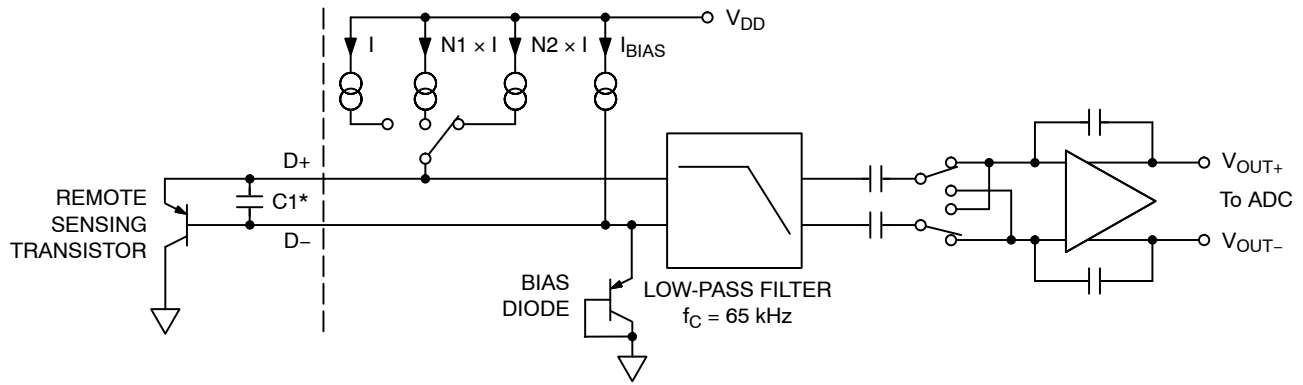 V_DD
I
N1 × I
N2 × I
I_BIAS
D+
C1*
D−
REMOTE
SENSING
TRANSISTOR
BIAS
DIODE
LOW-PASS FILTER
f_C = 65 kHz
V_OUT+
To ADC
V_OUT−